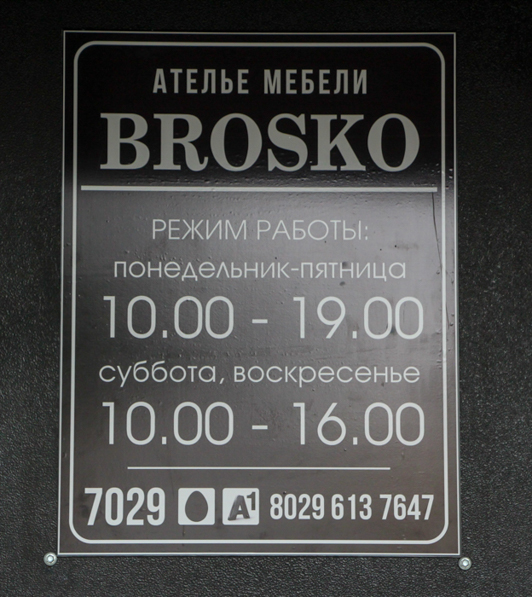 АТЕЛЬЕ МЕБЕЛИ
BROSKO
РЕЖИМ РАБОТЫ:
понедельник-пятница
10.00 - 19.00
суббота, воскресенье
10.00 - 16.00
7029 A1 8029 613 7647